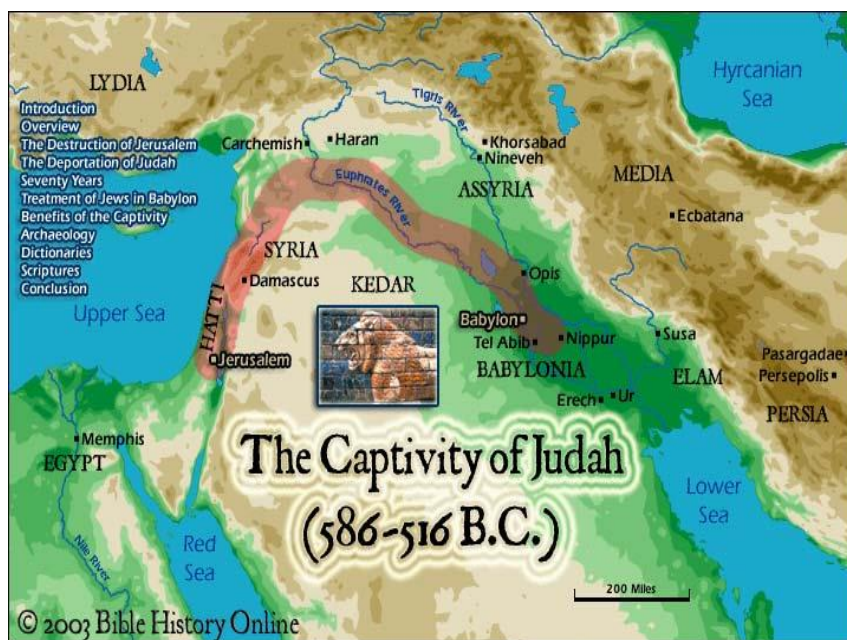 LYDIA
Hyrcanian
Sea
Introduction
Overview
The Destruction of Jerusalem
The Deportation of Judah
Seventy Years
Treatment of Jews in Babylon
Benefits of the Captivity
Archaeology
Dictionaries
Scriptures
Conclusion
Tigris River
Carchemish
Haran
Khorsabad
Nineveh
MEDIA
Euphrates River
ASSYRIA
Ecbatana
SYRIA
Opis
Damascus
KEDAR
Upper Sea
HATTI
Babylon
Tel Abib
Nippur
Susa
Jerusalem
BABYLONIA
Pasargadae
ELAM
Persepolis
Erech
Ur
PERSIA
Memphis
EGYPT
The Captivity of Judah
(586-516 B.C.)
Lower
Sea
Nile River
Red
Sea
200 Miles
© 2003 Bible History Online